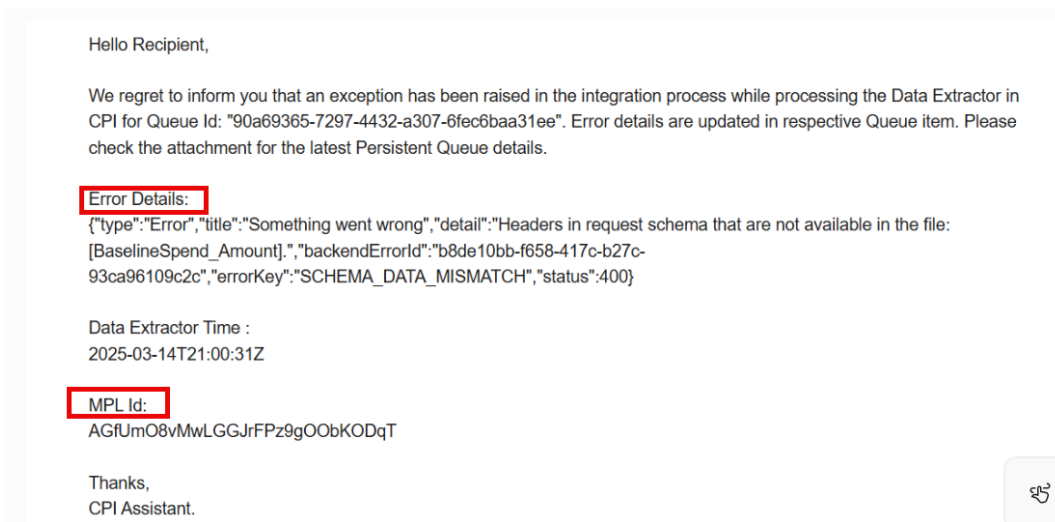 Hello Recipient,
We regret to inform you that an exception has been raised in the integration process while processing the Data Extractor in
CPI for Queue Id: "90a69365-7297-4432-a307-6fec6baa31ee". Error details are updated in respective Queue item. Please
check the attachment for the latest Persistent Queue details.
Error Details:
{"type":"Error","title":"Something went wrong","detail":"Headers in request schema that are not available in the file:
[BaselineSpend_Amount].","backendErrorId":"b8de10bb-f658-417c-b27c-
93ca96109c2c","errorKey":"SCHEMA_DATA_MISMATCH","status":400}
Data Extractor Time :
2025-03-14T21:00:31Z
MPL Id:
AGfUmO8vMwLGGJrFPz9gOObKODqT
Thanks,
CPI Assistant.